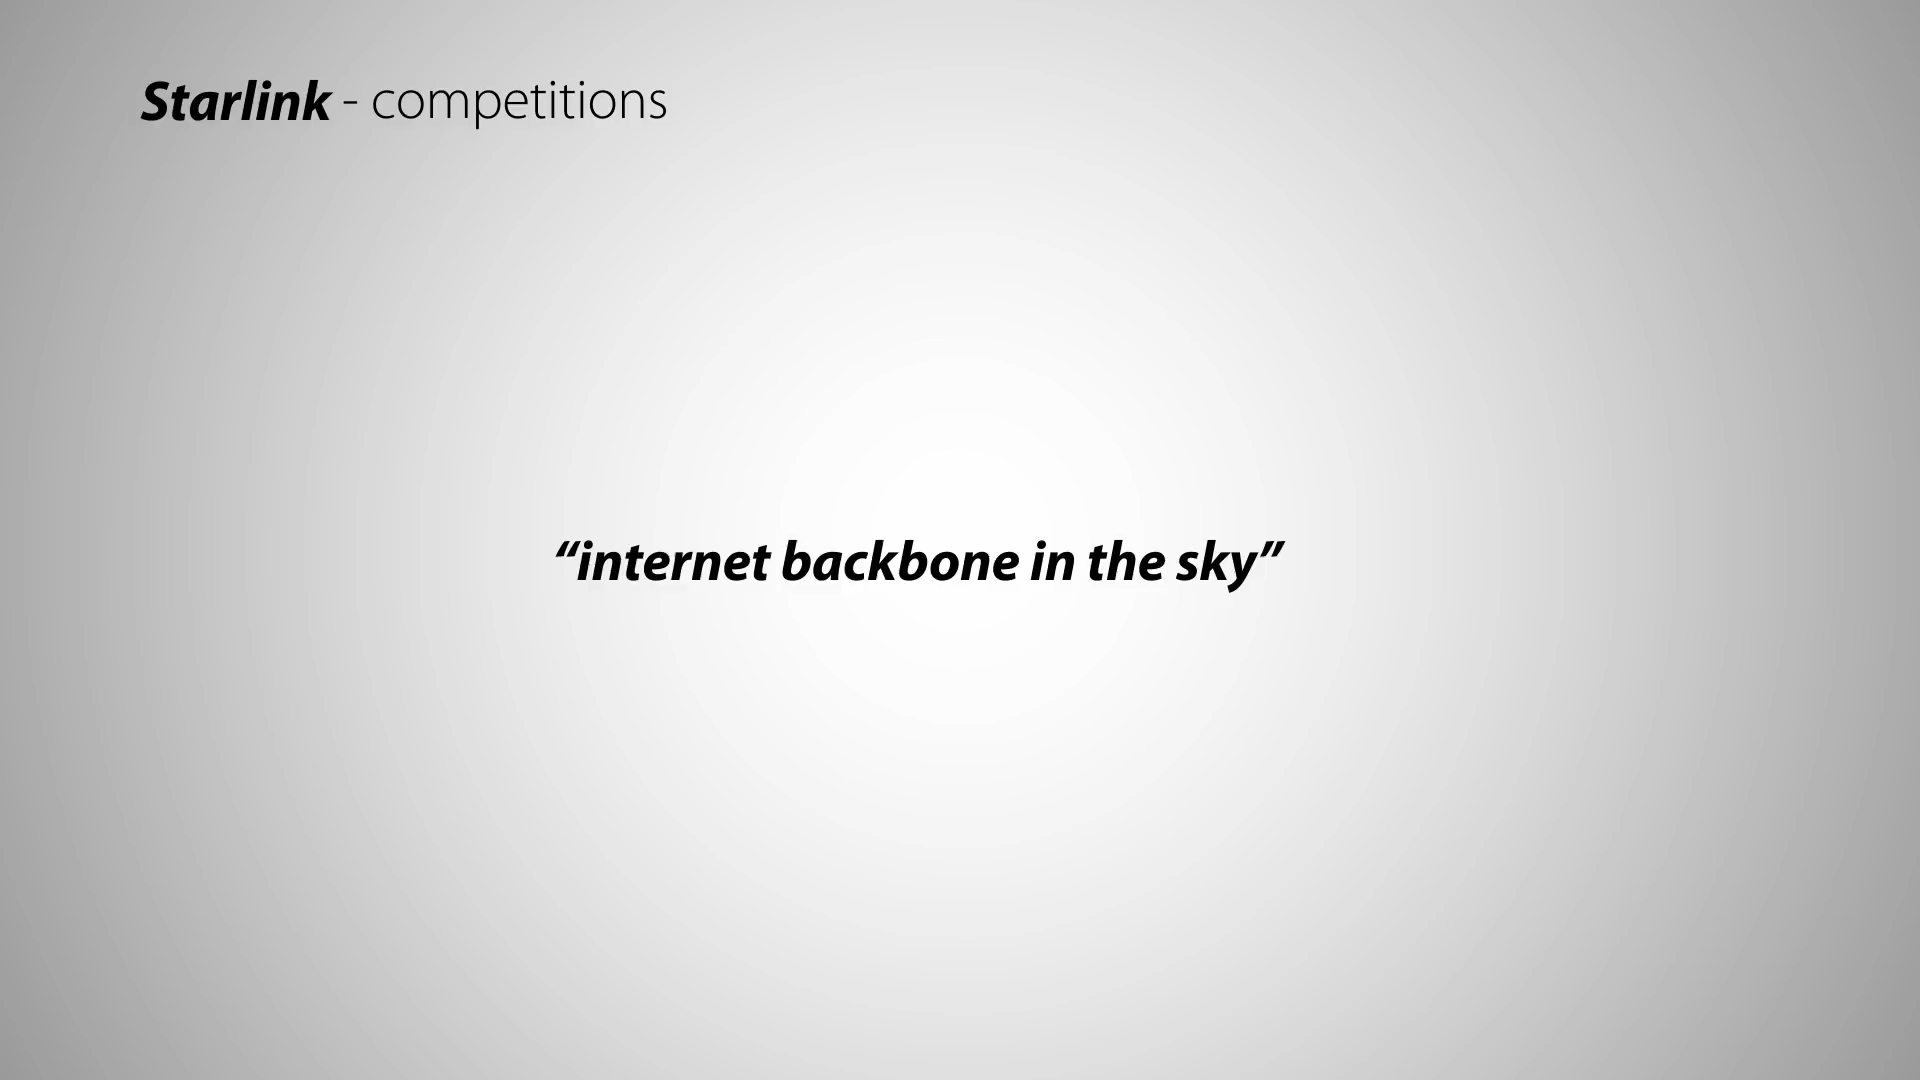 Starlink - competitions
“internet backbone in the sky”